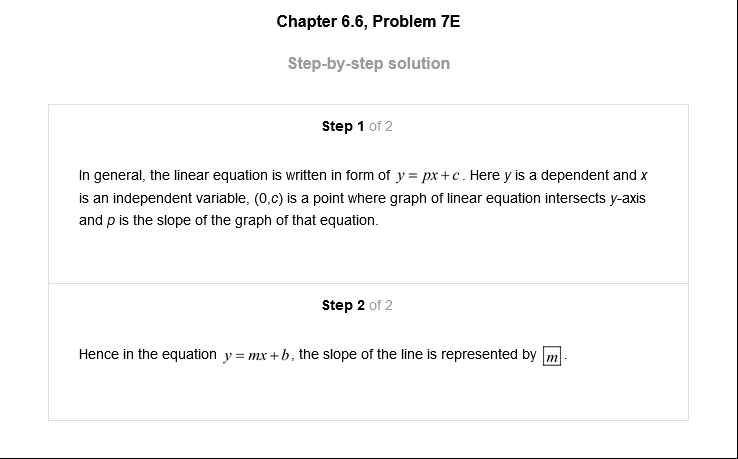 Chapter 6.6, Problem 7E
Step-by-step solution
Step 1 of 2
In general, the linear equation is written in form of y = px + c. Here y is a dependent and x
is an independent variable, (0,c) is a point where graph of linear equation intersects y-axis
and p is the slope of the graph of that equation.
Step 2 of 2
Hence in the equation y = mx + b, the slope of the line is represented by m.